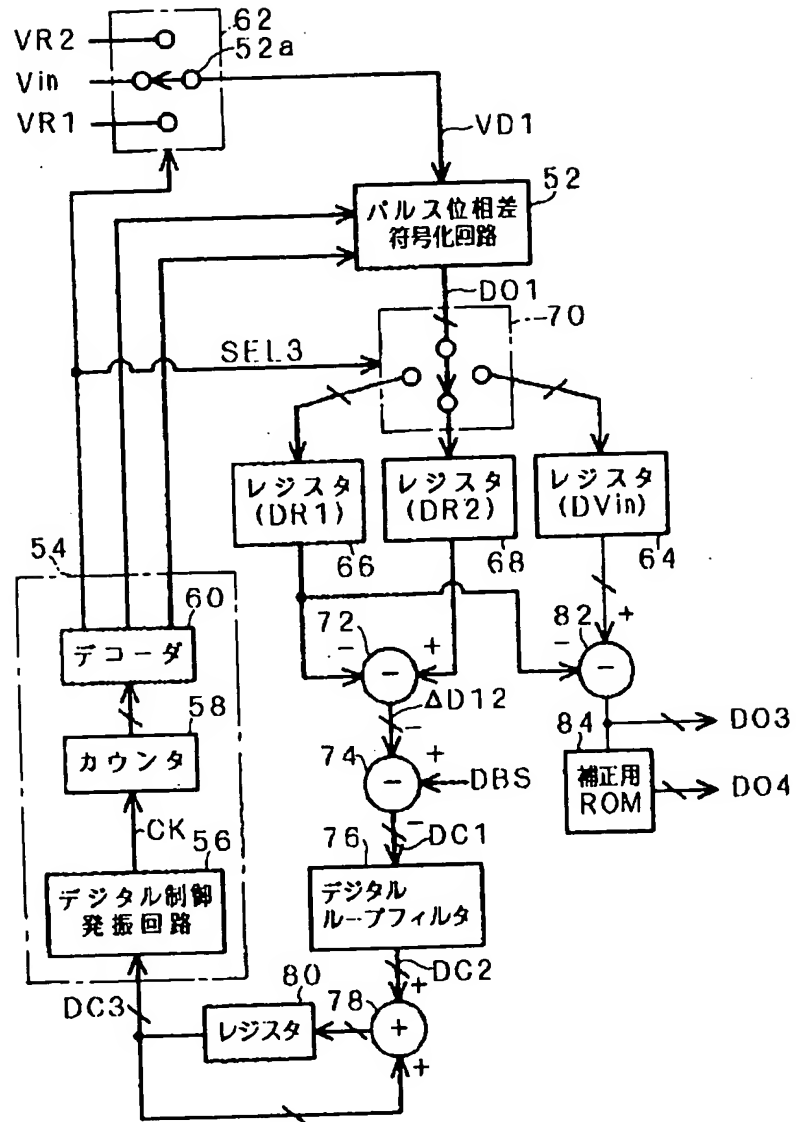 62
VR2
52a
Vin
VR1
VD1
52
パルス位相差
符号化回路
DO1
70
SEL3
レジスタ
(DR1)
レジスタ
(DR2)
レジスタ
(DVin)
54
66
68
64
60
72
82
-
+
-
+
デコーダ
-
-
ΔD12
58
84
-
+
DO3
74
カウンタ
-
DBS
補正用
ROM
DO4
CK
-
DC1
56
76
デジタル制御
発振回路
デジタル
ループフィルタ
DC2
80
+
DC3
78
レジスタ
+
+